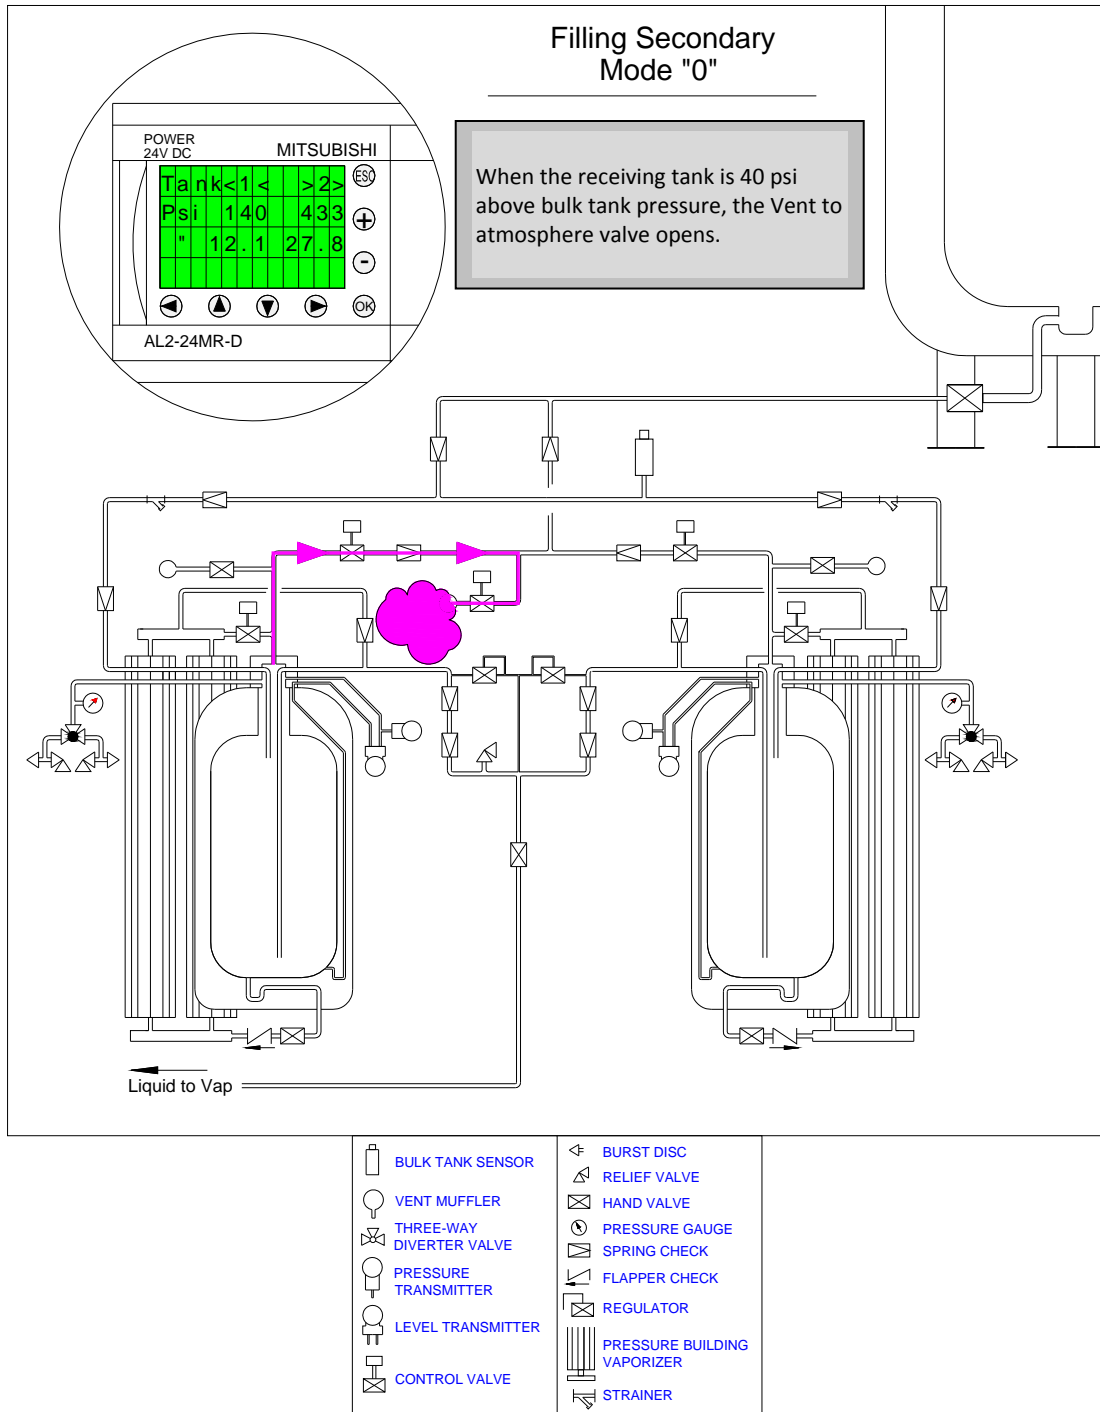 Filling Secondary
Mode "0"
POWER
24V DC
MITSUBISHI
ESC
Tank<1< >2>
Psi 140 433
" 12.1 27.8
+
-
OK
AL2-24MR-D
When the receiving tank is 40 psi
above bulk tank pressure, the Vent to
atmosphere valve opens.
Liquid to Vap
BULK TANK SENSOR
VENT MUFFLER
THREE-WAY
DIVERTER VALVE
PRESSURE
TRANSMITTER
LEVEL TRANSMITTER
CONTROL VALVE
BURST DISC
RELIEF VALVE
HAND VALVE
PRESSURE GAUGE
SPRING CHECK
FLAPPER CHECK
REGULATOR
PRESSURE BUILDING
VAPORIZER
STRAINER